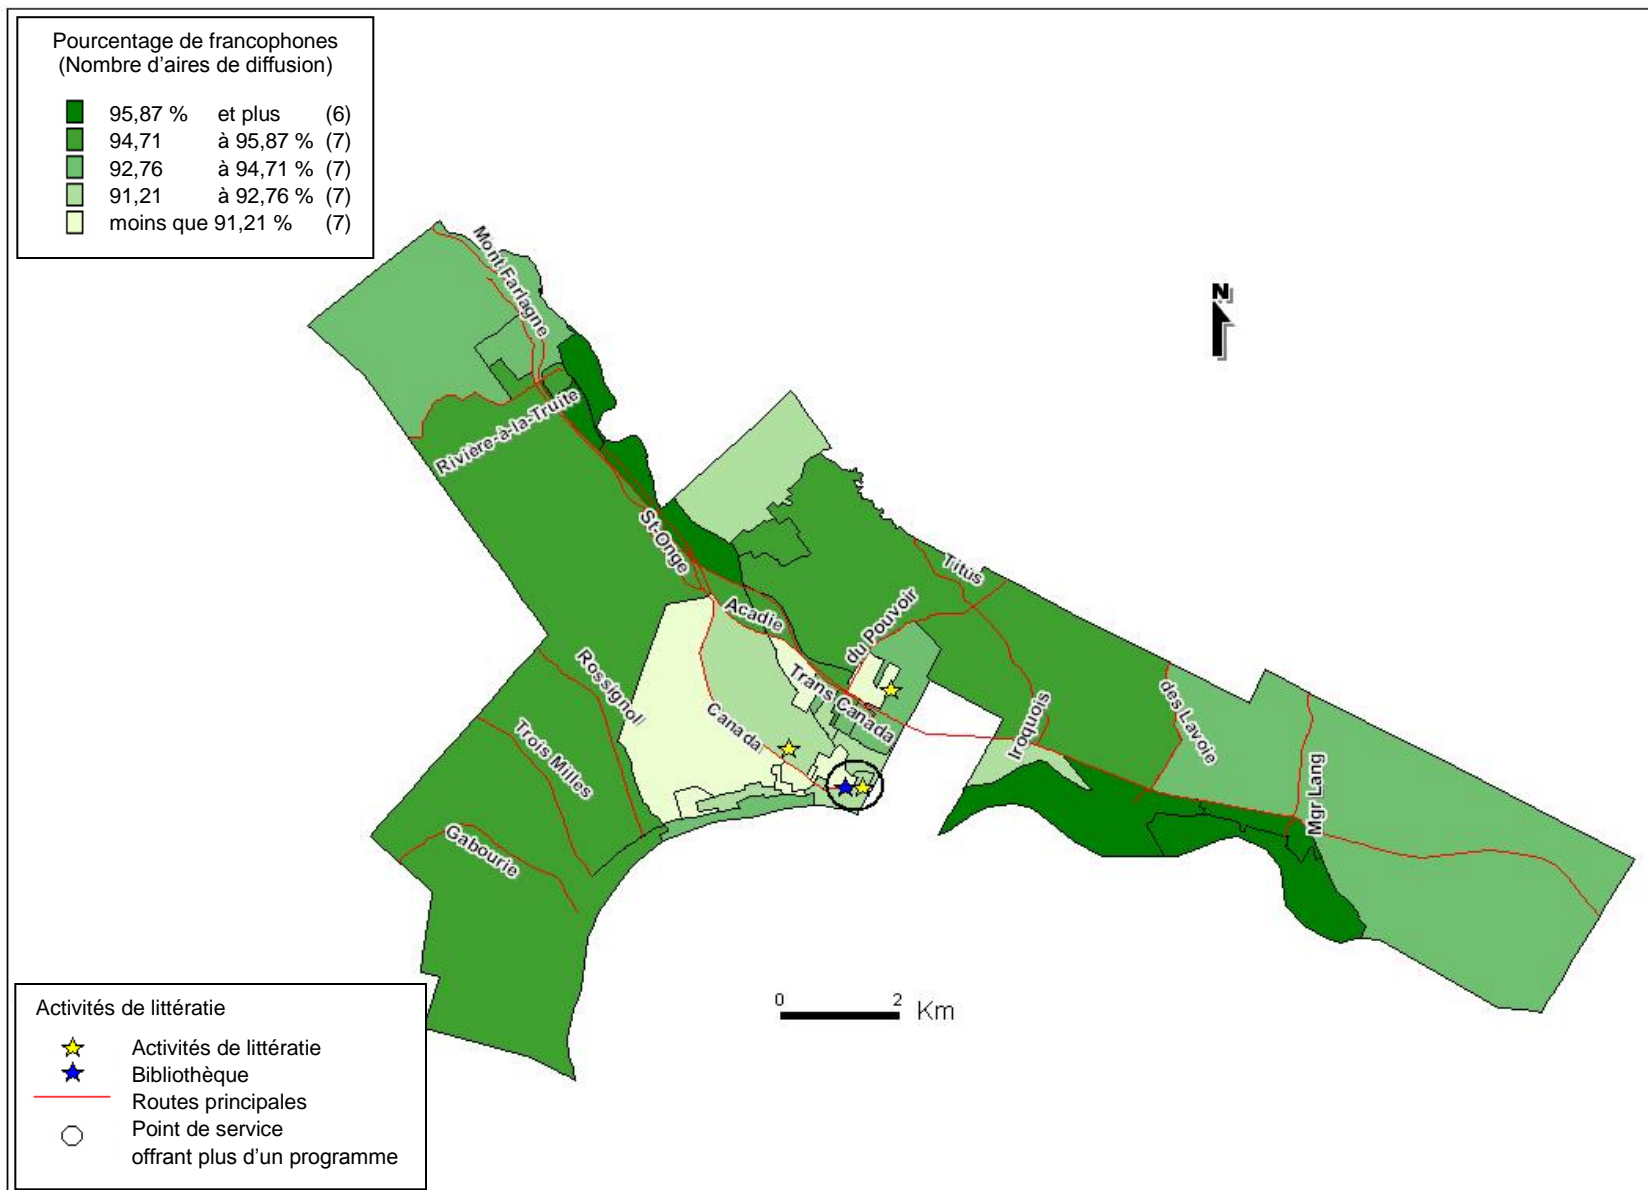 Pourcentage de francophones
(Nombre d'aires de diffusion)
95,87 % et plus (6)
94,71 à 95,87 % (7)
92,76 à 94,71 % (7)
91,21 à 92,76 % (7)
moins que 91,21 % (7)
Mont Farlagne
N
Rivière-à-la-Truite
St-Onge
Titus
Acadie
du Pouvoir
Rossignol
Trans Canada
Canada
Iroquois
des Lavoie
Trois Milles
Mgr Lang
Gabourie
0 2 Km
Activités de littératie
Activités de littératie
Bibliothèque
Routes principales
Point de service
offrant plus d'un programme